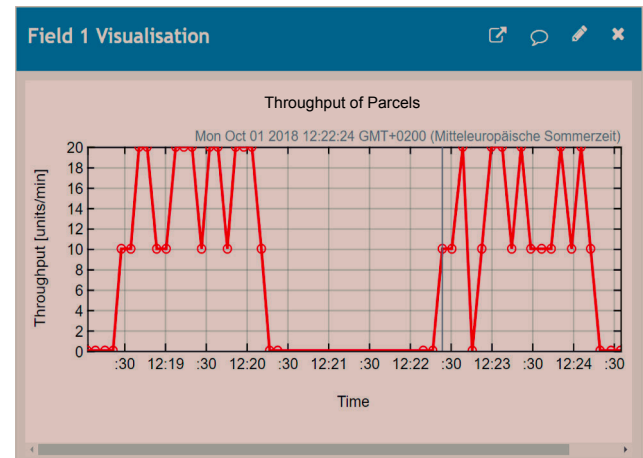 Field 1 Visualisation
Throughput of Parcels
Mon Oct 01 2018 12:22:24 GMT+0200 (Mitteleuropäische Sommerzeit)
Throughput [units/min]
20
18
16
14
12
10
8
6
4
2
0
:30 12:19 :30 12:20 :30 12:21 :30 12:22 :30 12:23 :30 12:24 :30
Time